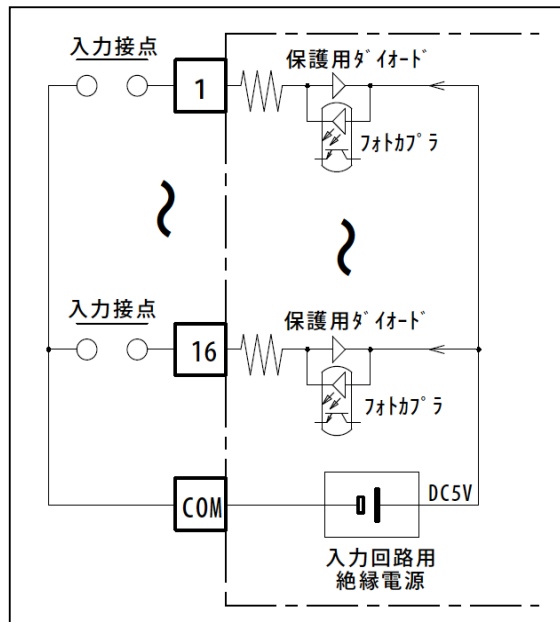 入力接点
1
保護用ダイオード
フォトカプラ
入力接点
16
保護用ダイオード
フォトカプラ
COM
DC5V
入力回路用
絶縁電源